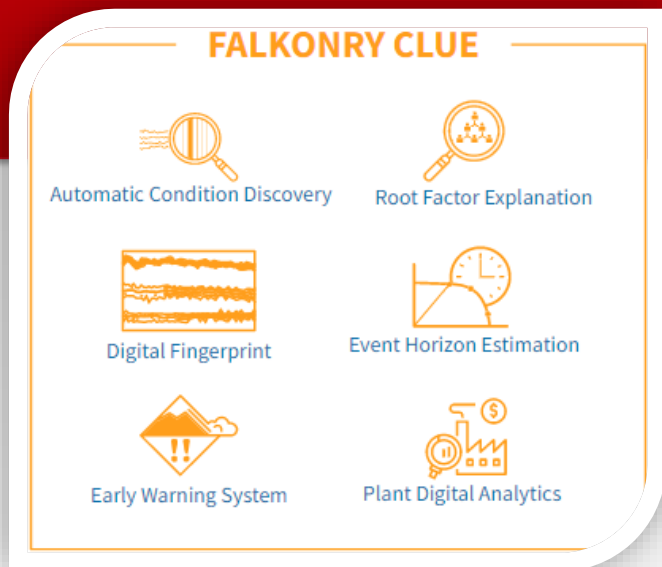 FALKONRY CLUE
Automatic Condition Discovery
Root Factor Explanation
Digital Fingerprint
Event Horizon Estimation
Early Warning System
Plant Digital Analytics